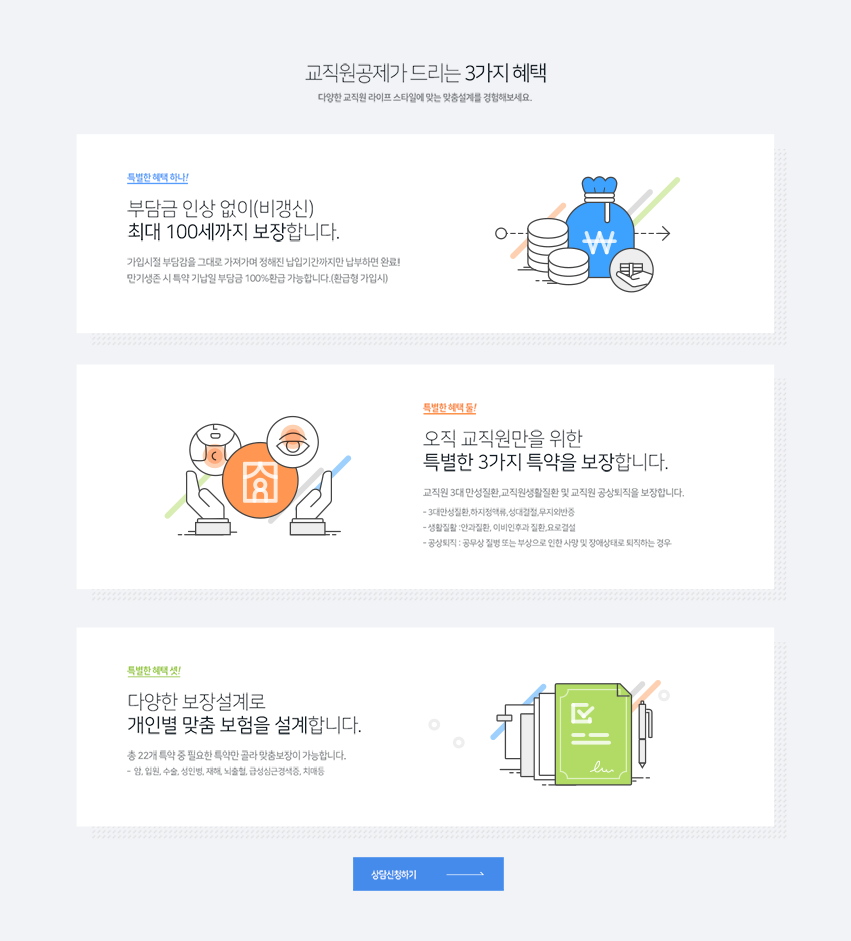 교직원공제가 드리는 3가지 혜택
다양한 교직원 라이프 스타일에 맞는 맞춤설계를 경험해보세요.
특별한 혜택 하나!
부담금 인상 없이(비갱신)
최대 100세까지 보장합니다.
가입시절 부담감을 그대로 가져가며 정해진 납입기간까지만 납부하면 완료!
만기생존 시 특약 기납일 부담금 100%환급 가능합니다.(환급형 가입시)
특별한 혜택 둘!
오직 교직원만을 위한
특별한 3가지 특약을 보장합니다.
교직원 3대 만성질환,교직원생활질환 및 교직원 공상퇴직을 보장합니다.
- 3대만성질환,하지정맥류,성대결절,무지외반증
- 생활질활 :안과질환, 이비인후과 질환,요로결설
- 공상퇴직 : 공무상 질병 또는 부상으로 인한 사망 및 장애상태로 퇴직하는 경우
특별한 혜택 셋!
다양한 보장설계로
개인별 맞춤 보험을 설계합니다.
총 22개 특약 중 필요한 특약만 골라 맞춤보장이 가능합니다.
- 암, 입원, 수술, 성인병, 재해, 뇌출혈, 급성심근경색증, 치매등
상담신청하기